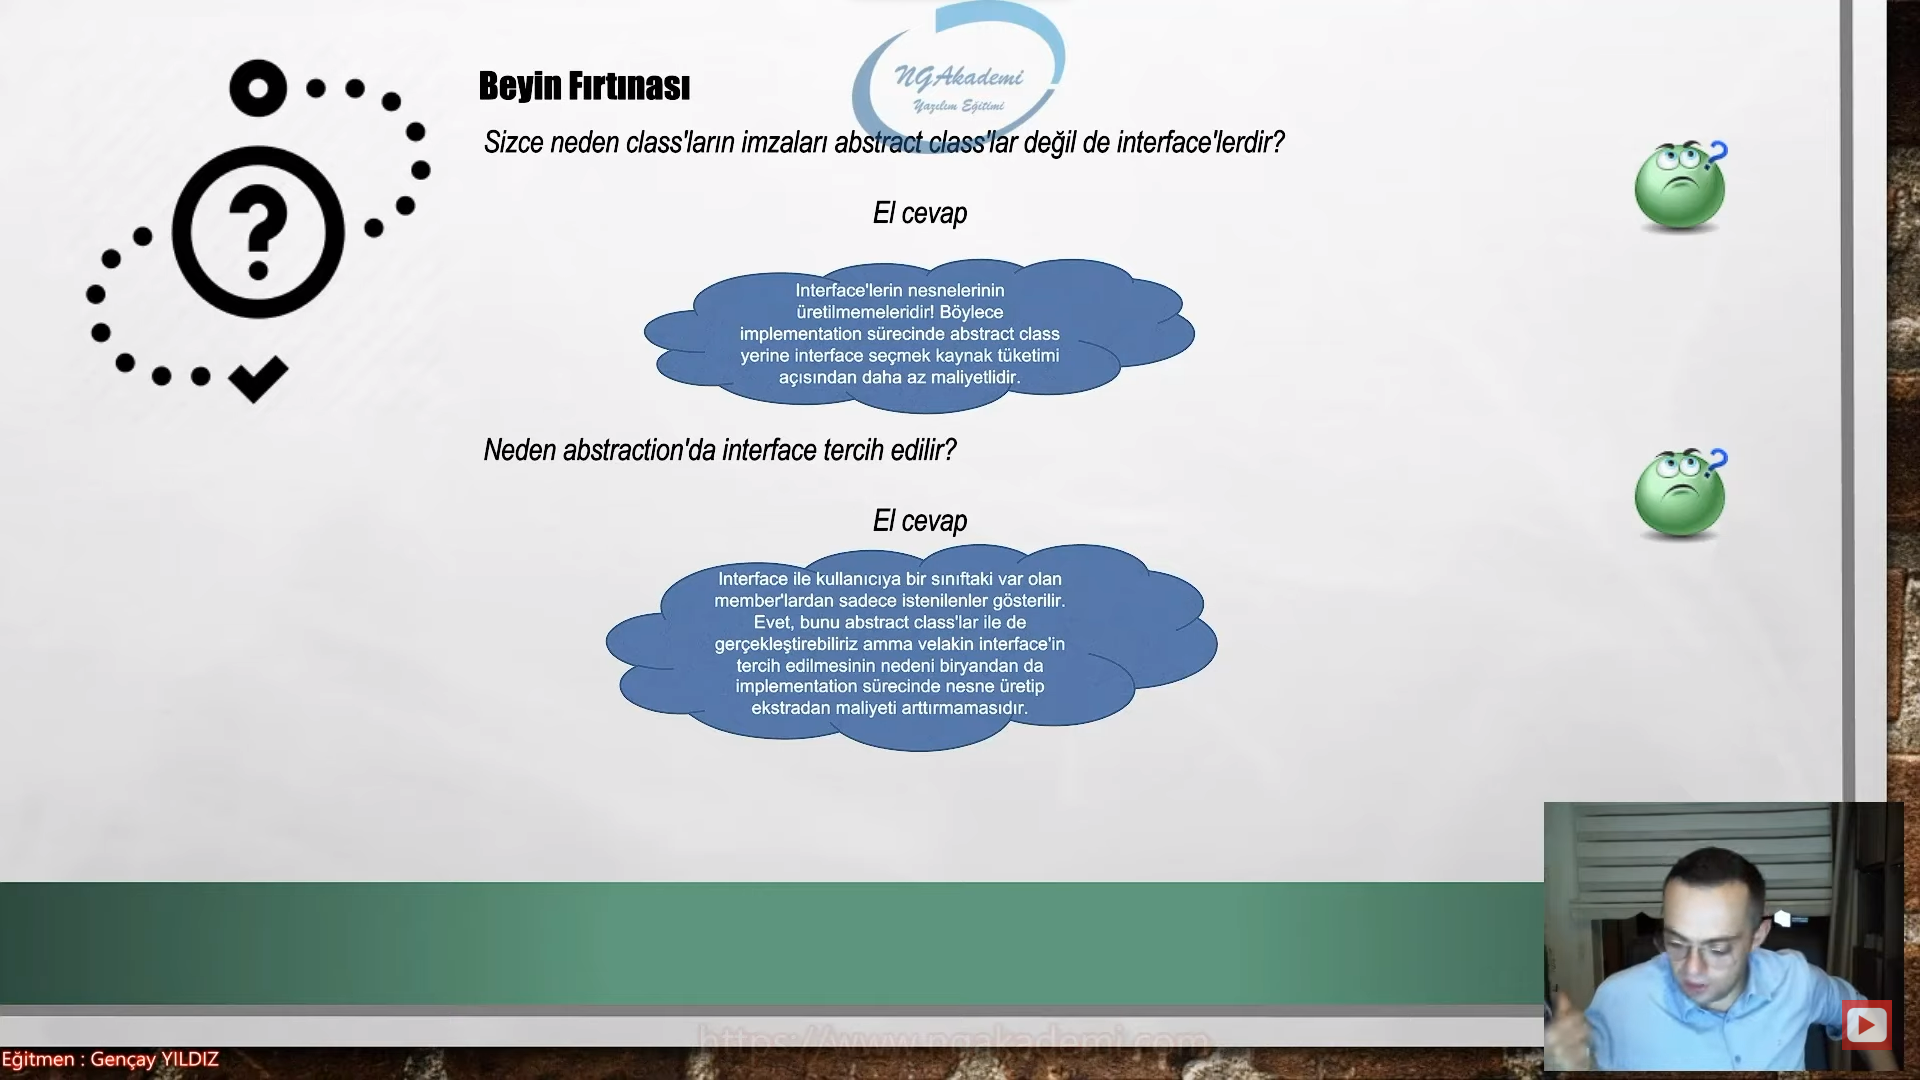 NGAkademi
Yazılım Eğitimi
Beyin Fırtınası
Sizce neden class'ların imzaları abstract class'lar değil de interface'lerdir?
El cevap
Interface'lerin nesnelerinin
üretilmemeleridir! Böylece
implementation sürecinde abstract class
yerine interface seçmek kaynak tüketimi
açısından daha az maliyetlidir.
Neden abstraction'da interface tercih edilir?
El cevap
Interface ile kullanıcıya bir sınıftaki var olan
member'lardan sadece istenilenler gösterilir.
Evet, bunu abstract class'lar ile de
gerçekleştirebiliriz amma velakin interface'in
tercih edilmesinin nedeni biryandan da
implementation sürecinde nesne üretip
ekstradan maliyeti arttırmamasıdır.
https://www.ngakademi.com
Eğitmen : Gençay YILDIZ